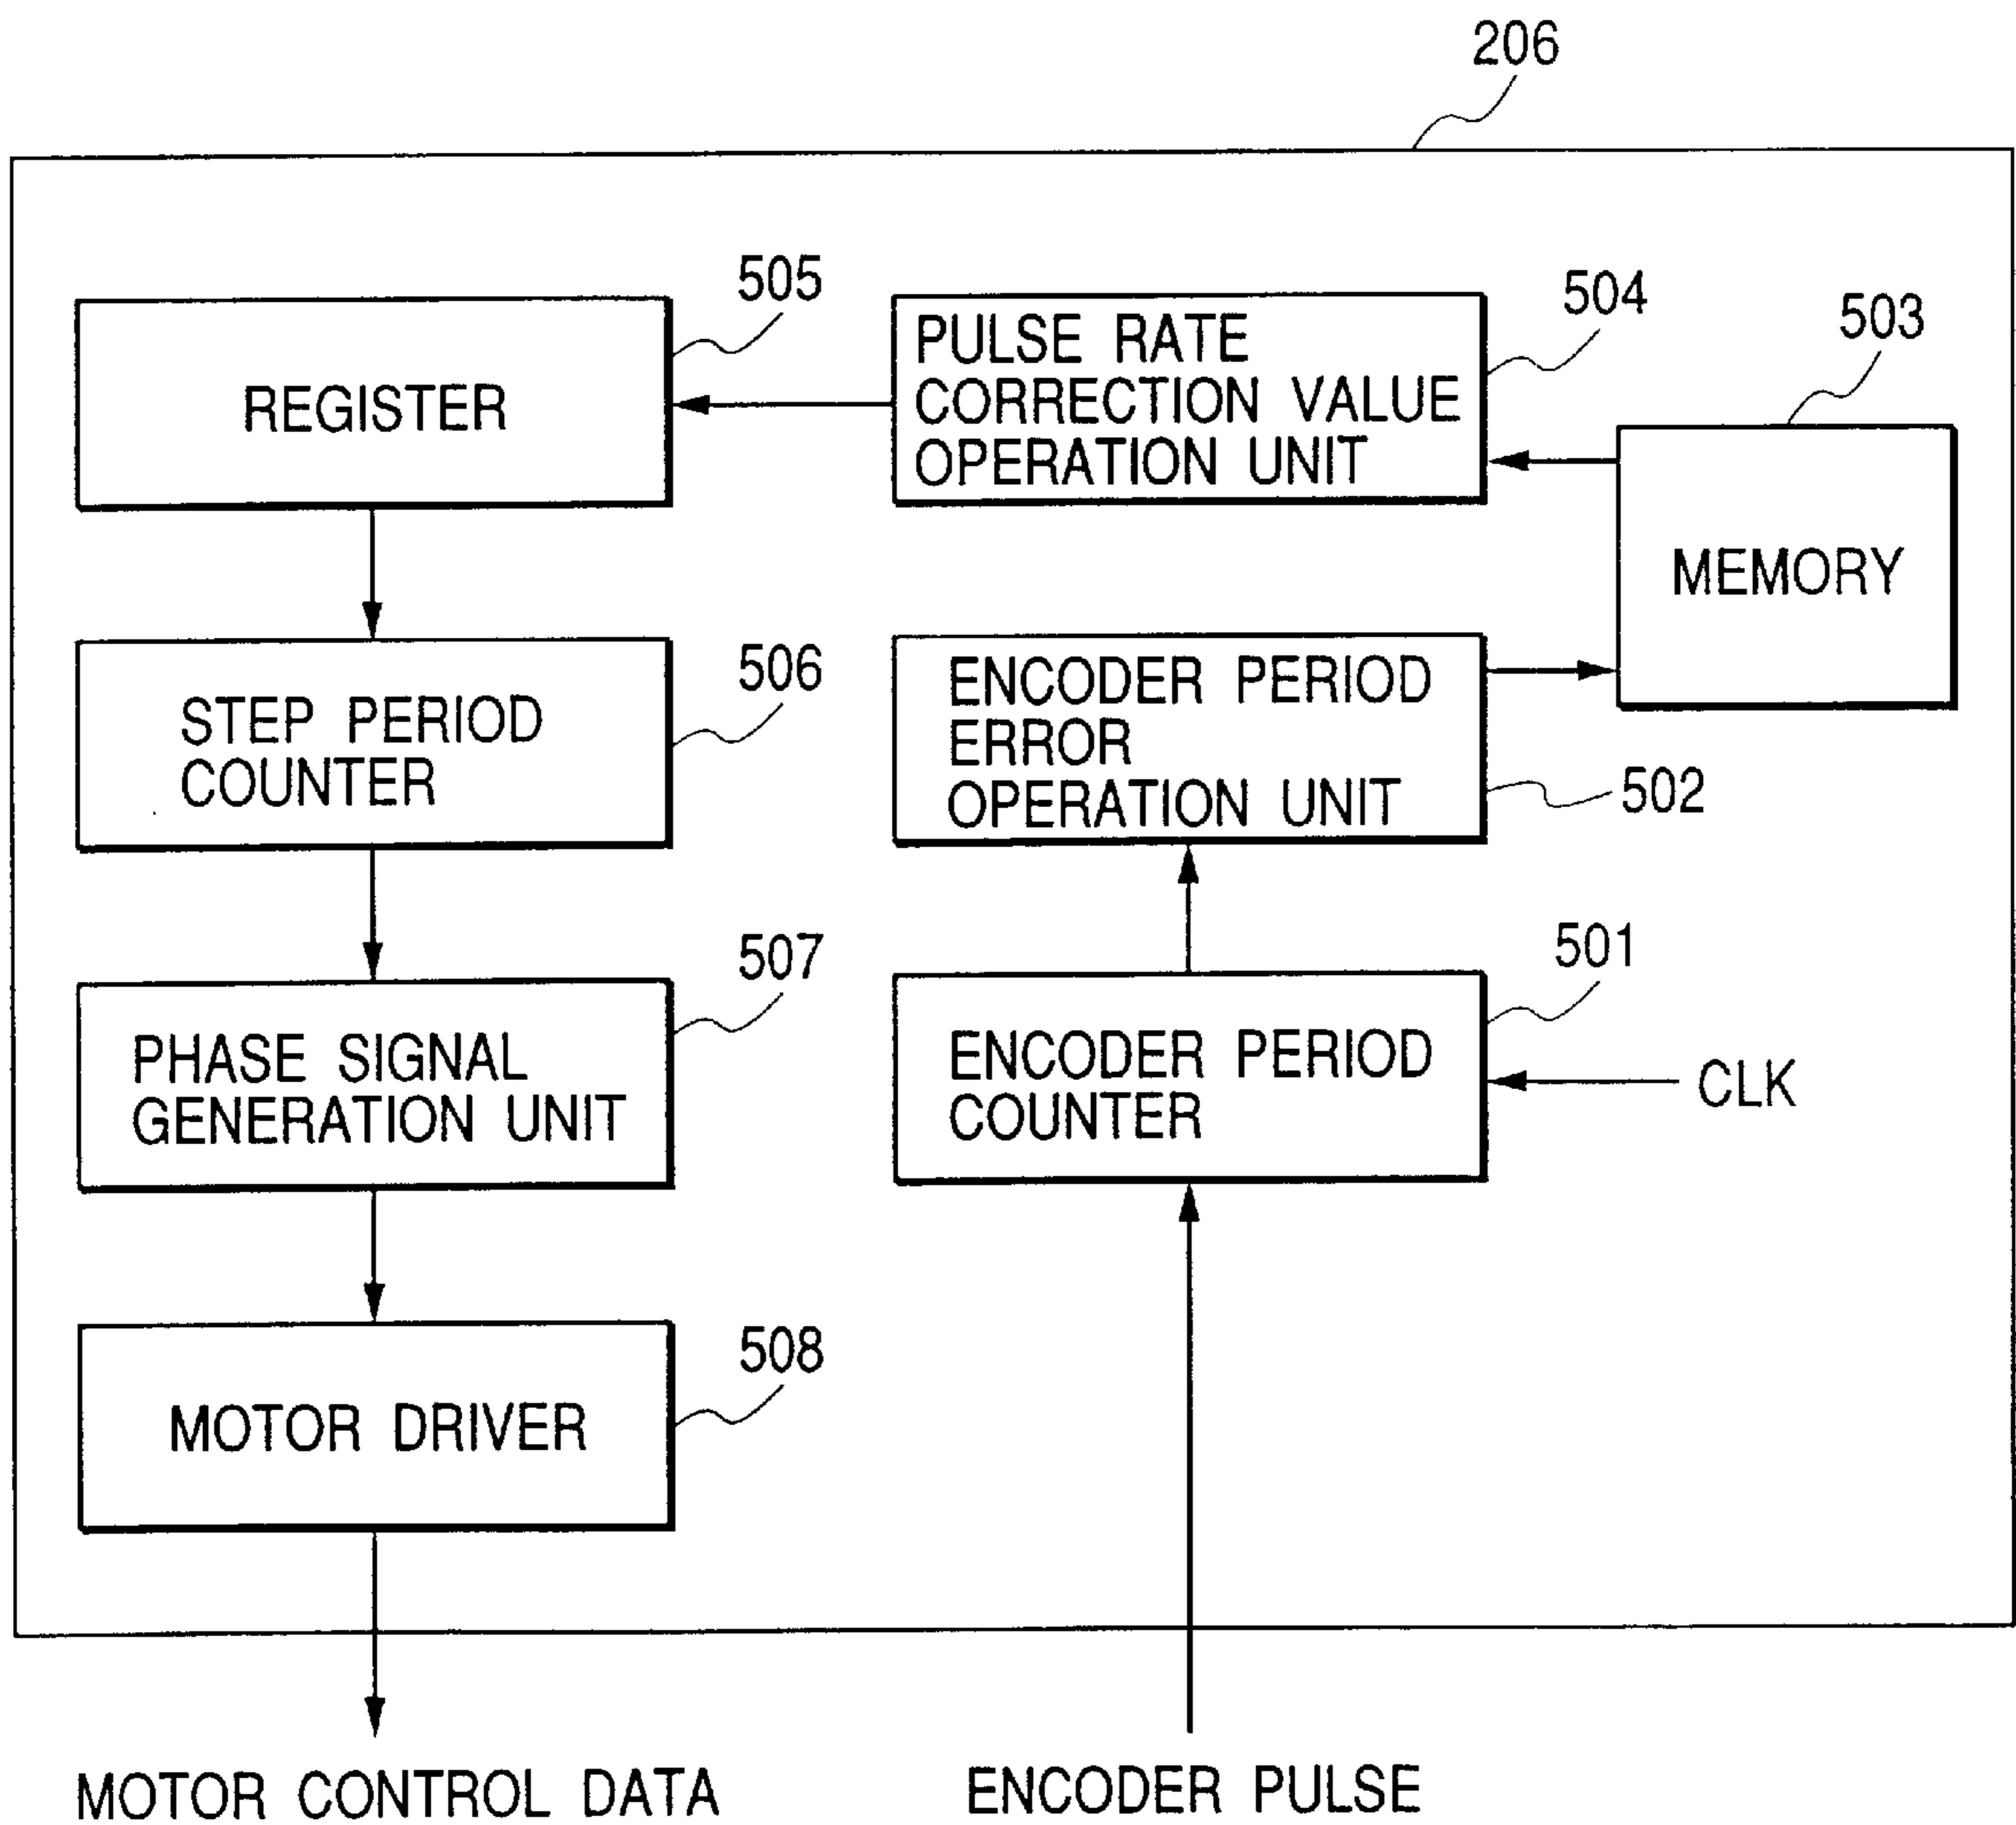 206
505
REGISTER
504
PULSE RATE
CORRECTION VALUE
OPERATION UNIT
503
MEMORY
506
STEP PERIOD
COUNTER
ENCODER PERIOD
ERROR
OPERATION UNIT
502
507
PHASE SIGNAL
GENERATION UNIT
501
ENCODER PERIOD
COUNTER
CLK
508
MOTOR DRIVER
MOTOR CONTROL DATA
ENCODER PULSE